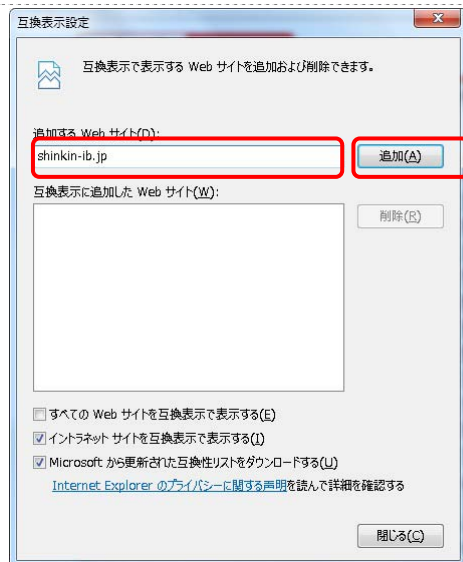 互換表示設定
互換表示で表示する Web サイトを追加および削除できます。
追加する Web サイト(D):
shinkin-ib.jp
追加(A)
互換表示に追加した Web サイト(W):
削除(R)
すべての Web サイトを互換表示で表示する(E)
イントラネット サイトを互換表示で表示する(I)
Microsoft から更新された互換性リストをダウンロードする(U)
Internet Explorer のプライバシーに関する声明を読んで詳細を確認する
閉じる(C)